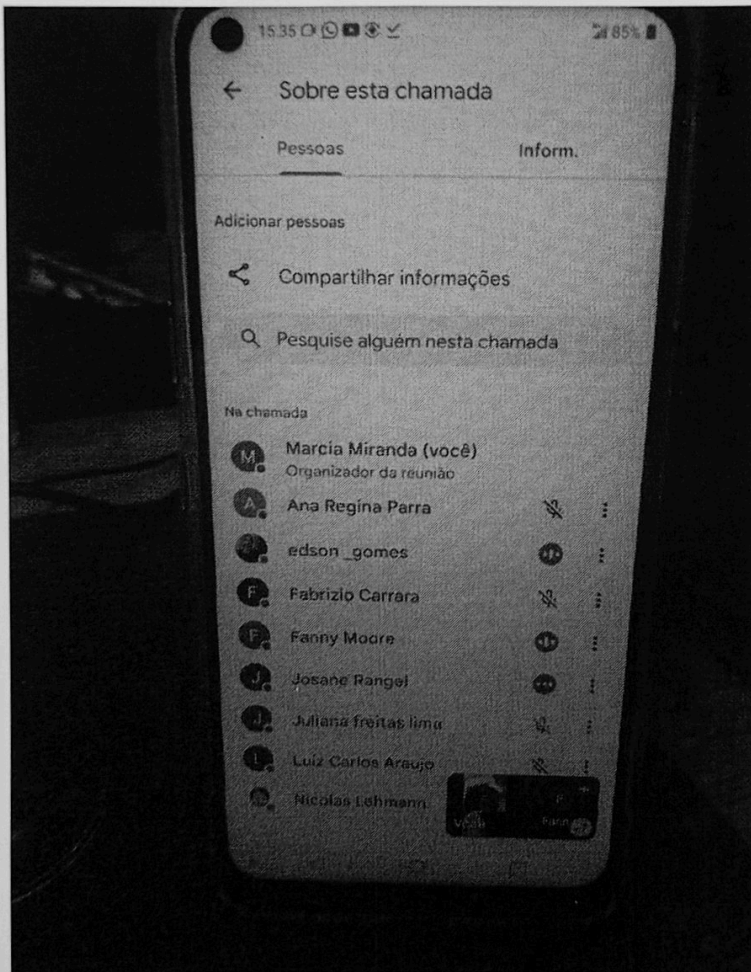 15:35 85%
Sobre esta chamada
Pessoas Inform.
Adicionar pessoas
Compartilhar informações
Pesquise alguém nesta chamada
Na chamada
M Marcia Miranda (você)
Organizador da reunião
A Ana Regina Parra
edson_gomes
F Fabrizio Carrara
F Fanny Moore
J Josane Rangel
J Juliana freitas lima
L Luiz Carlos Araujo
Nicolas Lehmann
F
Você